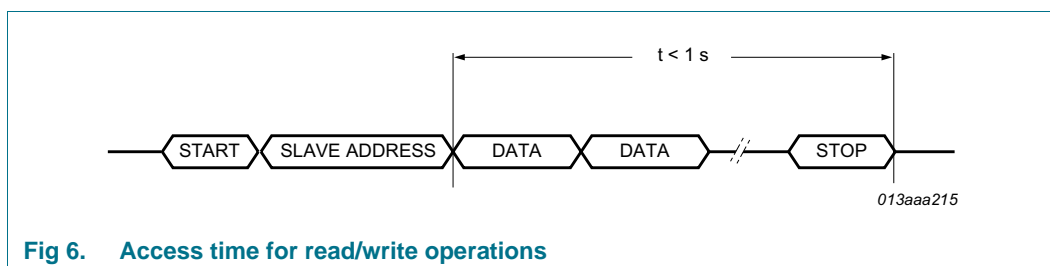 t < 1 s
START SLAVE ADDRESS DATA DATA STOP
013aaa215
Fig 6. Access time for read/write operations